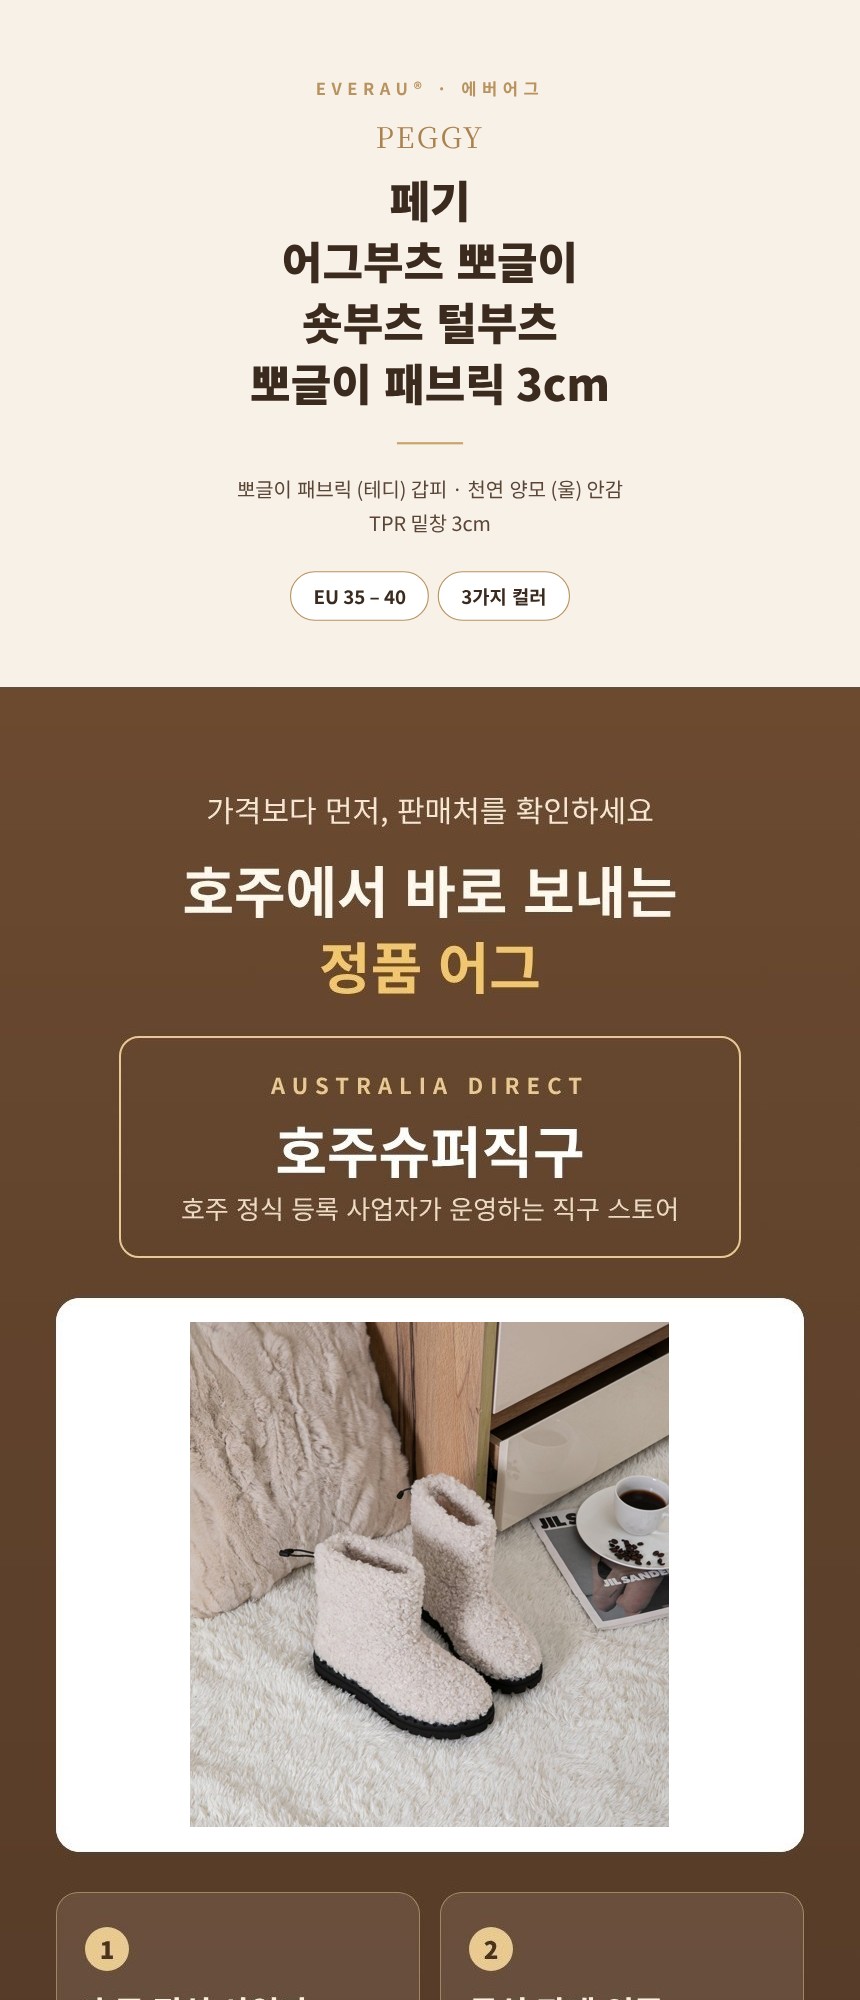 EVERAU® · 에버어그
PEGGY
페기
어그부츠 뽀글이
숏부츠 털부츠
뽀글이 패브릭 3cm
뽀글이 패브릭 (테디) 갑피 · 천연 양모 (울) 안감
TPR 밑창 3cm
EU 35 – 40
3가지 컬러
가격보다 먼저, 판매처를 확인하세요
호주에서 바로 보내는
정품 어그
AUSTRALIA DIRECT
호주슈퍼직구
호주 정식 등록 사업자가 운영하는 직구 스토어
JIL S
JIL SANDE
1
2